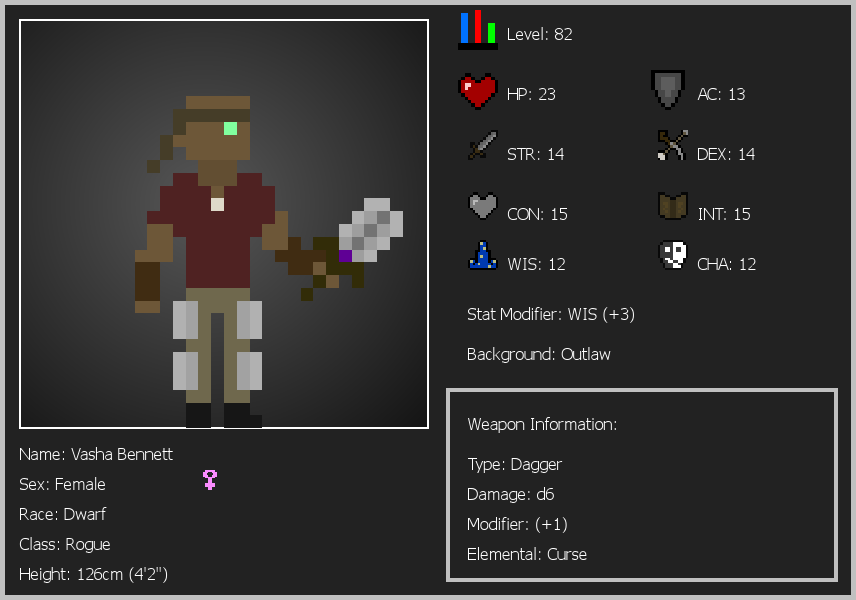 Level: 82
HP: 23
AC: 13
STR: 14
DEX: 14
CON: 15
INT: 15
WIS: 12
CHA: 12
Stat Modifier: WIS (+3)
Background: Outlaw
Weapon Information:
Type: Dagger
Damage: d6
Modifier: (+1)
Elemental: Curse
Name: Vasha Bennett
Sex: Female
Race: Dwarf
Class: Rogue
Height: 126cm (4'2")